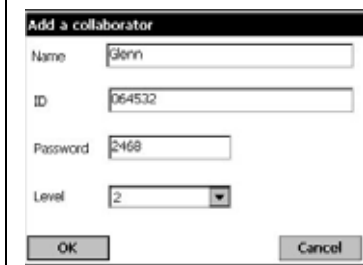 Add a collaborator
Name Glenn
ID 064532
Password 2468
Level 2
OK Cancel